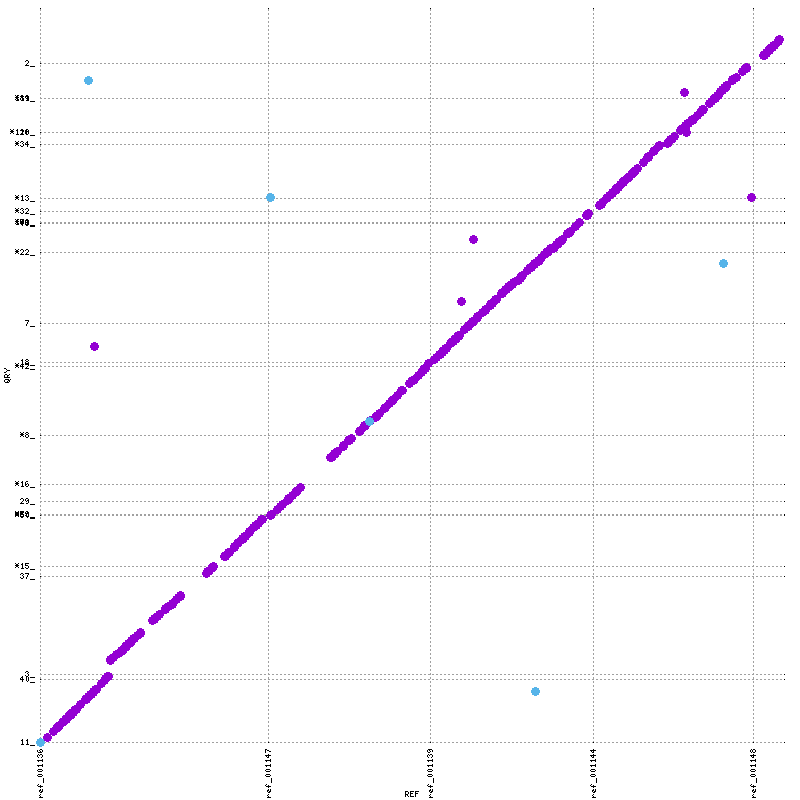 2_
*120_
*34_
*13_
*32_
*22_
7_
18_
*42_
QRY
*8_
*16_
29_
*15_
37_
40_
11_
ref_001136
ref_001147
ref_001139
ref_001144
ref_001148
REF